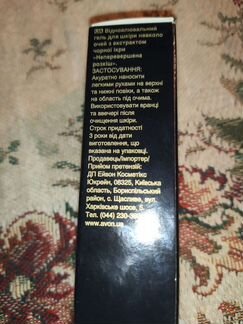 Відновлювальний
гель для шкіри навколо
очей з екстрактом
чорної ікри
«Неперевершена
розкіш»
ЗАСТОСУВАННЯ:
Акуратно наносити
легкими рухами на верхні
та нижні повіки, а також
на область під очима.
Використовувати вранці
та ввечері після
очищення шкіри.
Строк придатності
3 роки від дати
виготовлення, що
вказана на упаковці.
Продавець/Імпортер/
Прийом претензій:
ДП Ейвон Косметікс
Юкрейн, 08325, Київська
область, Бориспільський
район, с. Щасливе, вул.
Харківське шосе, 5.
Тел. (044) 230-
www.avon.ua